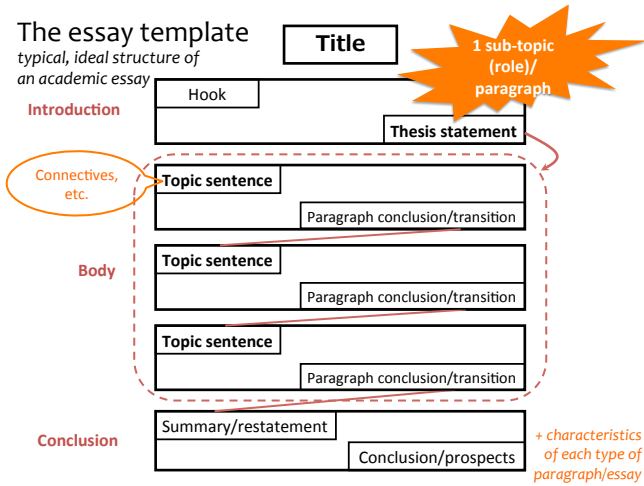 The essay template
typical, ideal structure of
an academic essay
Title
1 sub-topic
(role)/
paragraph
Introduction
Hook
Thesis statement
Connectives,
etc.
Topic sentence
Paragraph conclusion/transition
Body
Topic sentence
Paragraph conclusion/transition
Topic sentence
Paragraph conclusion/transition
Conclusion
Summary/restatement
Conclusion/prospects
+ characteristics
of each type of
paragraph/essay